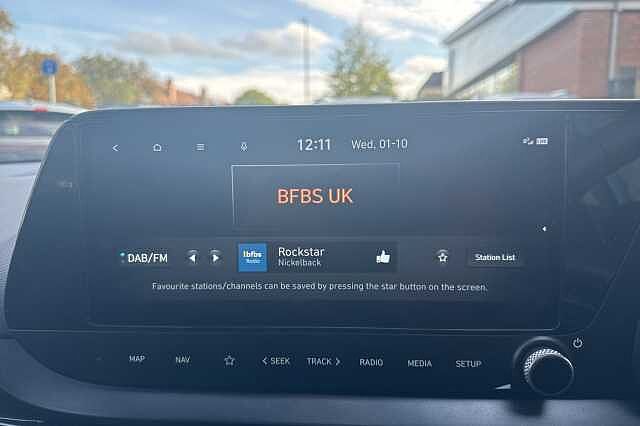 12:11 Wed, 01-10
BFBS UK
DAB/FM
bfbs
Radio
Rockstar
Nickelback
Station List
Favourite stations/channels can be saved by pressing the star button on the screen.
MAP NAV SEEK TRACK RADIO MEDIA SETUP